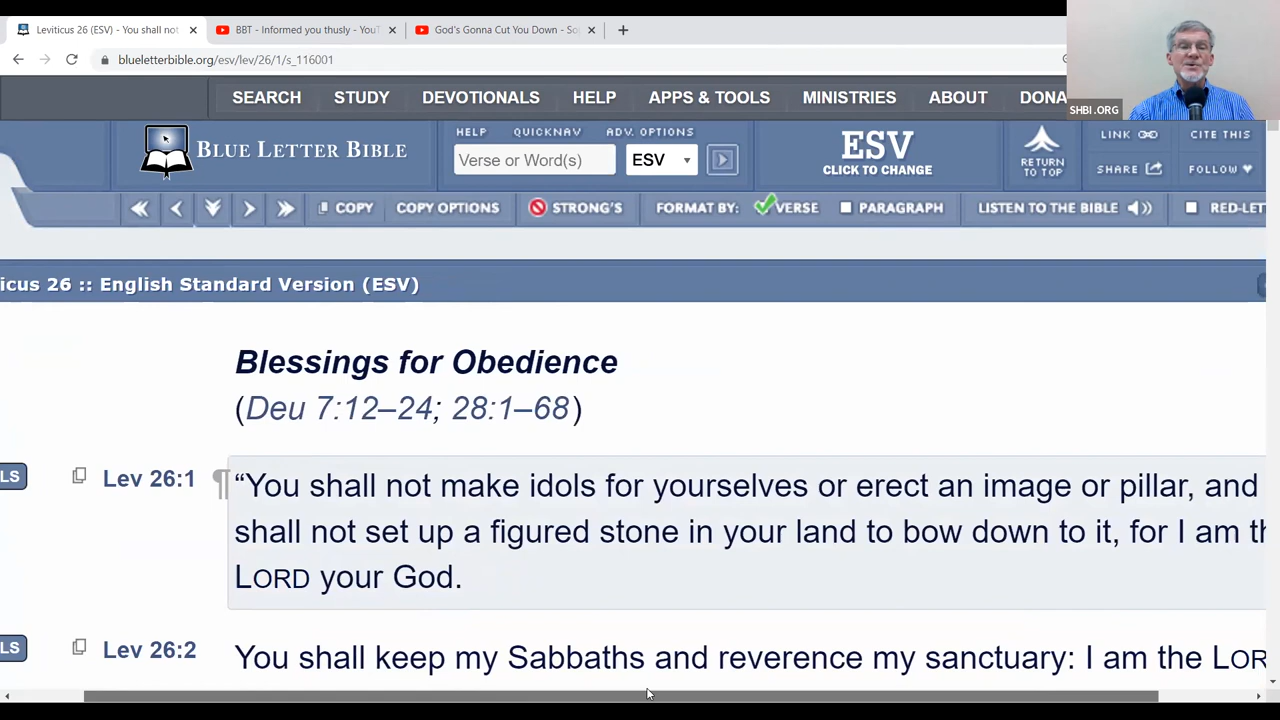 Leviticus 26 (ESV) - You shall not
BBT - Informed you thusly - You
God's Gonna Cut You Down - So
blueletterbible.org/esv/lev/26/1/s_116001
SHBI.ORG
SEARCH STUDY DEVOTIONALS HELP APPS & TOOLS MINISTRIES ABOUT DONA
BLUE LETTER BIBLE
HELP QUICKNAV ADV. OPTIONS
Verse or Word(s) ESV
ESV
CLICK TO CHANGE
RETURN
TO TOP
LINK CITE THIS
SHARE FOLLOW
COPY COPY OPTIONS STRONG'S FORMAT BY: VERSE PARAGRAPH LISTEN TO THE BIBLE RED-LET
icus 26 :: English Standard Version (ESV)
Blessings for Obedience
(Deu 7:12–24; 28:1–68)
LS Lev 26:1 ¶ “You shall not make idols for yourselves or erect an image or pillar, and
shall not set up a figured stone in your land to bow down to it, for I am th
LORD your God.
LS Lev 26:2 You shall keep my Sabbaths and reverence my sanctuary: I am the LOR